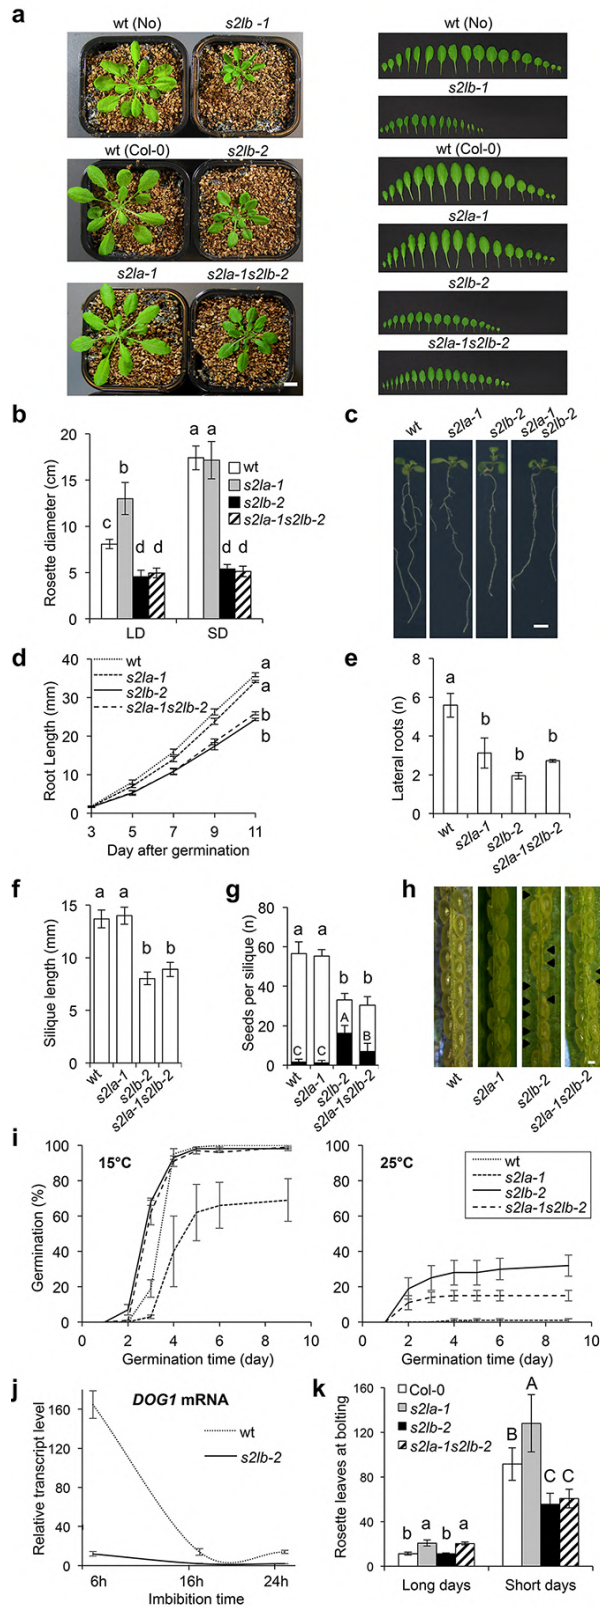 a
wt (No)
s2lb -1
wt (No)
s2lb-1
wt (Col-0)
s2lb-2
wt (Col-0)
s2la-1
s2la-1
s2la-1s2lb-2
s2lb-2
s2la-1s2lb-2
b
Rosette diameter (cm)
20
15
10
5
0
c
b
d d
a a
d d
wt
s2la-1
s2lb-2
s2la-1s2lb-2
LD
SD
c
wt
s2la-1
s2lb-2
s2la-1
s2lb-2
d
Root Length (mm)
40
30
20
10
0
wt
s2la-1
s2lb-2
s2la-1s2lb-2
a
a
b
b
3 5 7 9 11
Day after germination
e
Lateral roots (n)
8
6
4
2
0
a
b
b
b
wt
s2la-1
s2lb-2
s2la-1s2lb-2
f
Silique length (mm)
15
10
5
0
a a
b b
wt
s2la-1
s2lb-2
s2la-1s2lb-2
g
Seeds per silique (n)
80
60
40
20
0
a a
b b
C C A B
wt
s2la-1
s2lb-2
s2la-1s2lb-2
h
wt
s2la-1
s2lb-2
s2la-1s2lb-2
i
Germination (%)
100
80
60
40
20
0
15°C
0 2 4 6 8 10
Germination time (day)
100
80
60
40
20
0
25°C
wt
s2la-1
s2lb-2
s2la-1s2lb-2
0 2 4 6 8 10
Germination time (day)
j
DOG1 mRNA
Relative transcript level
160
120
80
40
0
wt
s2lb-2
6h 16h 24h
Imbibition time
k
Rosette leaves at bolting
160
120
80
40
0
Col-0
s2la-1
s2lb-2
s2la-1s2lb-2
b a b a
B A C C
Long days
Short days